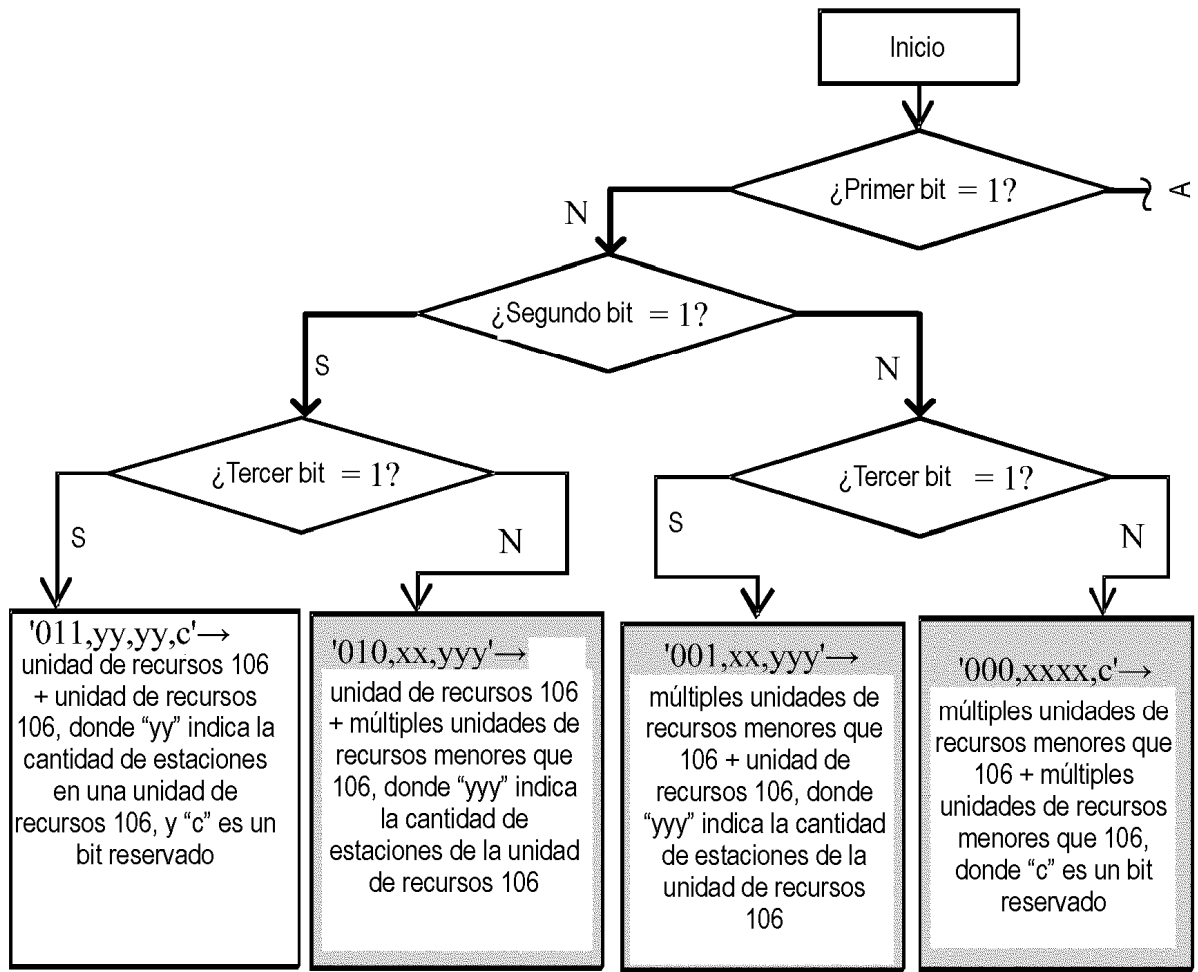 Inicio
¿Primer bit = 1?
A
N
¿Segundo bit = 1?
S
N
¿Tercer bit = 1?
¿Tercer bit = 1?
S
N
S
N
'011,yy,yy,c'→
unidad de recursos 106
+ unidad de recursos
106, donde “yy” indica la
cantidad de estaciones
en una unidad de
recursos 106, y “c” es un
bit reservado
'010,xx,yyy'→
unidad de recursos 106
+ múltiples unidades de
recursos menores que
106, donde “yyy” indica
la cantidad de
estaciones de la unidad
de recursos 106
'001,xx,yyy'→
múltiples unidades de
recursos menores que
106 + unidad de
recursos 106, donde
“yyy” indica la cantidad
de estaciones de la
unidad de recursos
106
'000,xxxx,c'→
múltiples unidades de
recursos menores que
106 + múltiples
unidades de recursos
menores que 106,
donde “c” es un bit
reservado